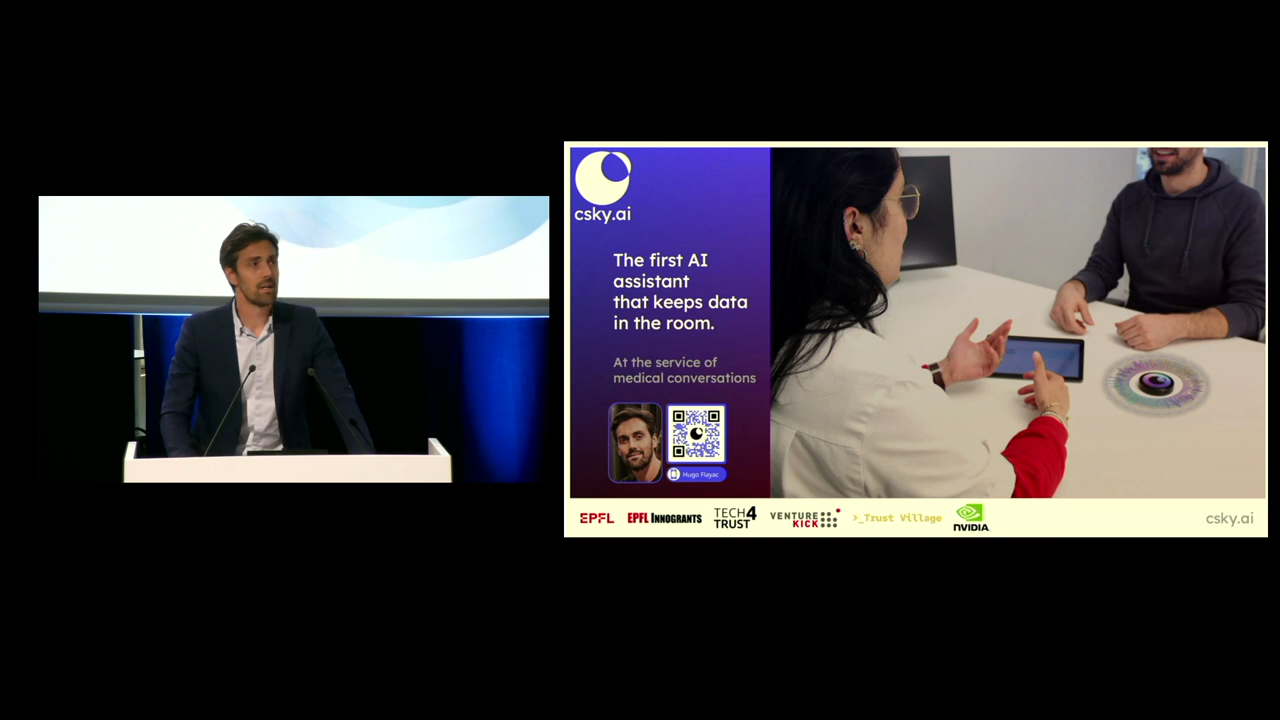 csky.ai
The first AI
assistant
that keeps data
in the room.
At the service of
medical conversations
Hugo Flayac
EPFL
EPFL INNOGRANTS
TECH4
TRUST
VENTURE
KICK
>_Trust Village
NVIDIA
csky.ai